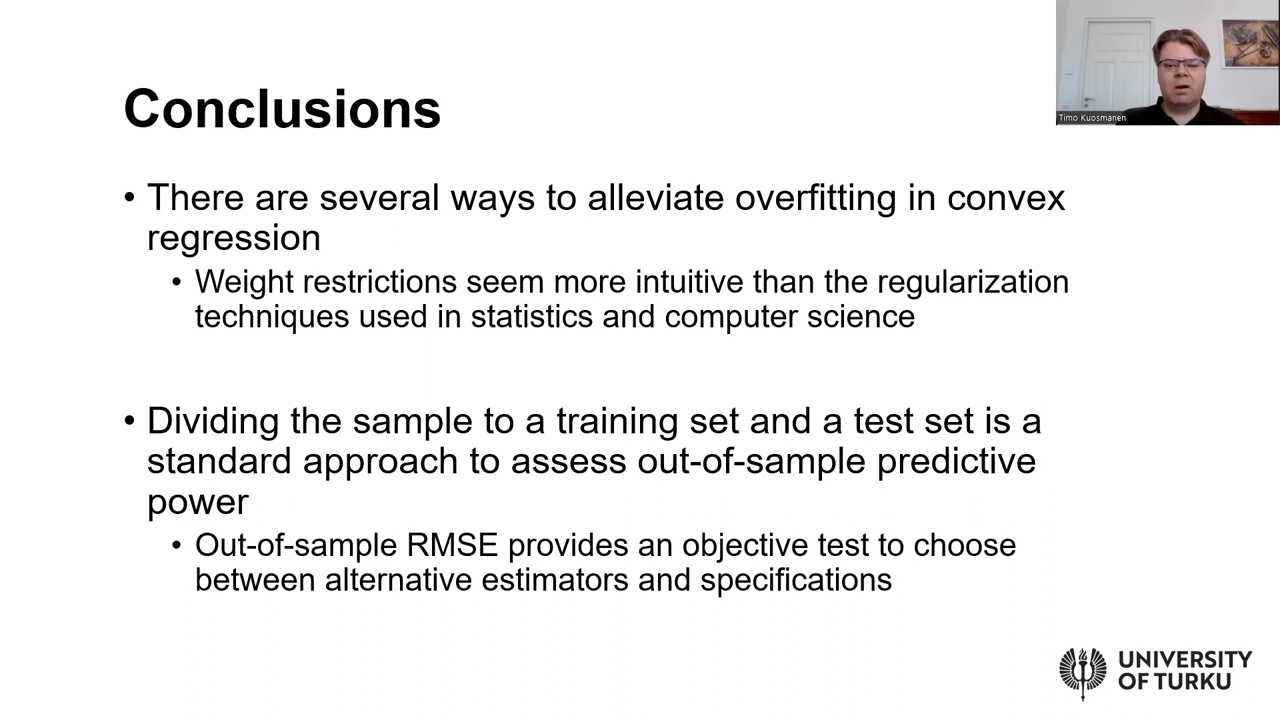 Conclusions
Timo Kuosmanen
• There are several ways to alleviate overfitting in convex
regression
• Weight restrictions seem more intuitive than the regularization
techniques used in statistics and computer science
• Dividing the sample to a training set and a test set is a
standard approach to assess out-of-sample predictive
power
• Out-of-sample RMSE provides an objective test to choose
between alternative estimators and specifications
UNIVERSITY
OF TURKU